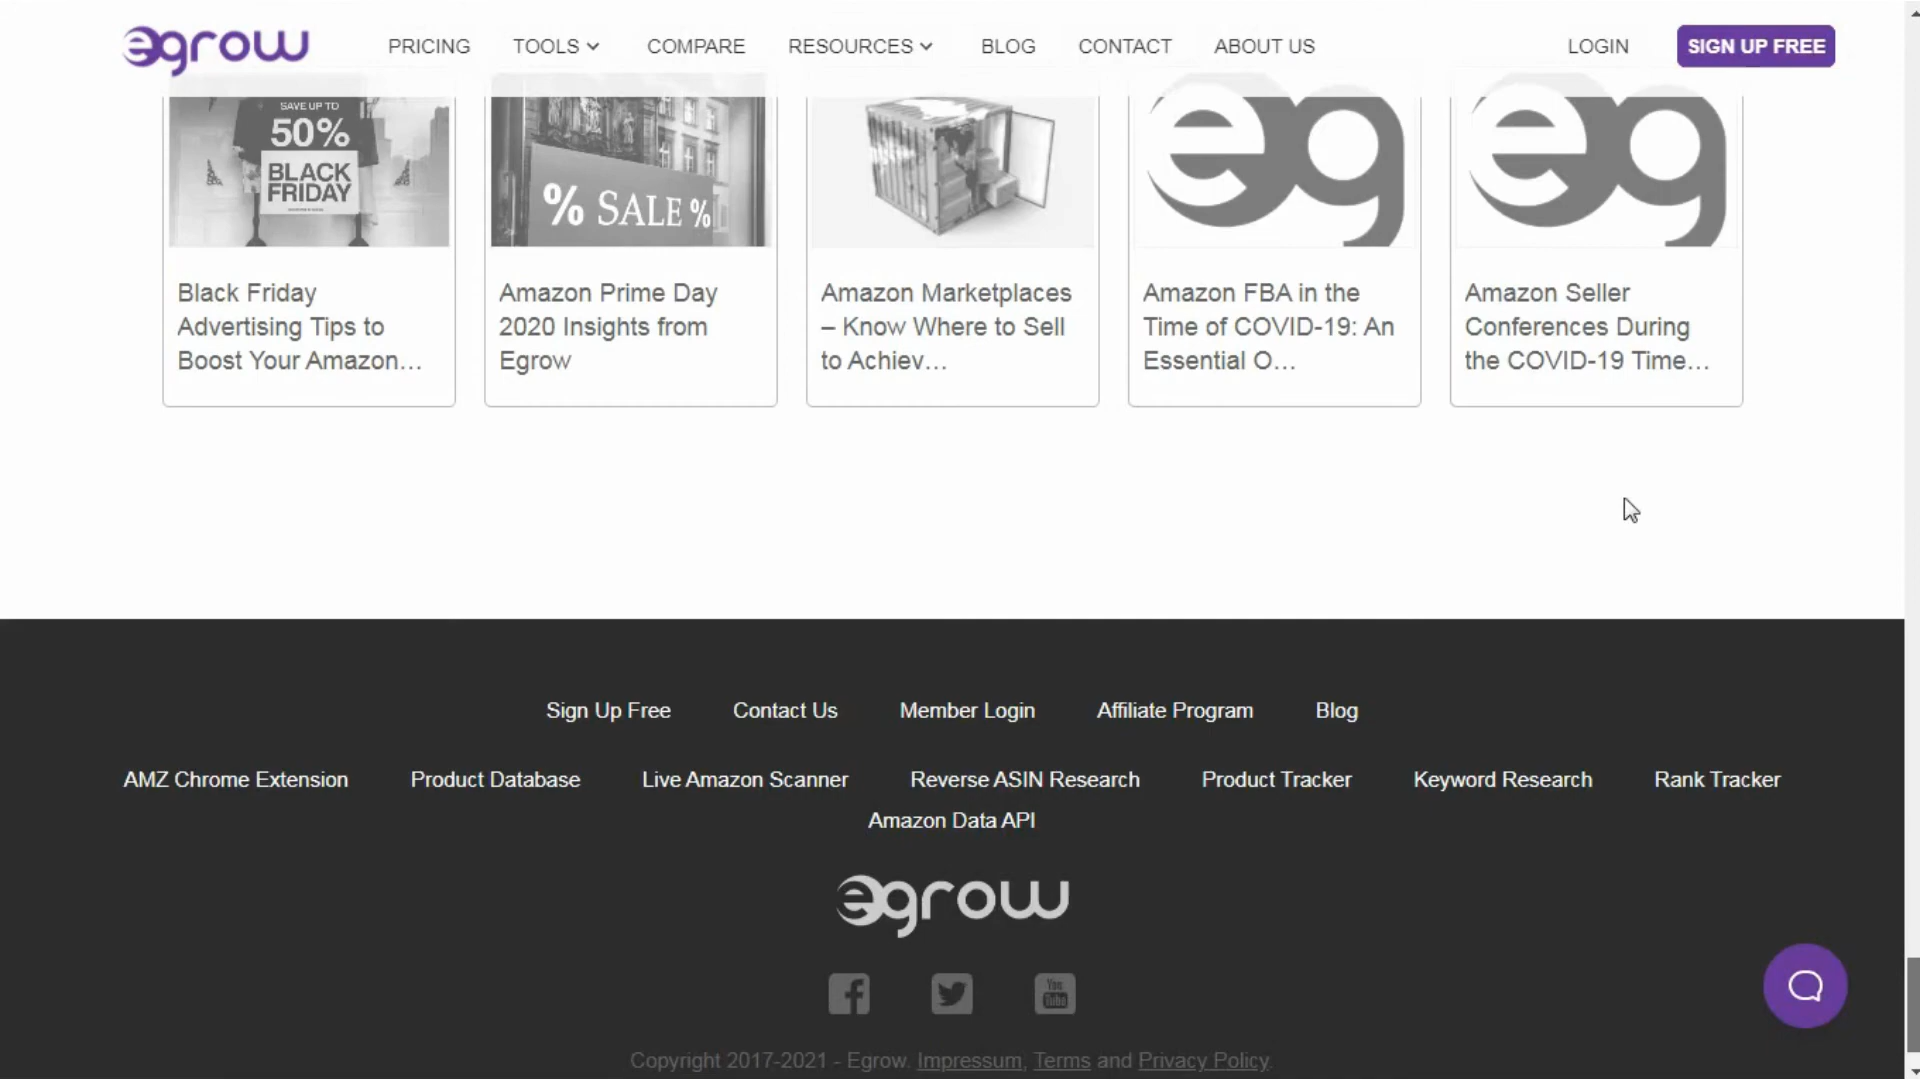 egrow PRICING TOOLS COMPARE RESOURCES BLOG CONTACT ABOUT US LOGIN SIGN UP FREE
SAVE UP TO
50%
BLACK
FRIDAY
% SALE %
eg
eg
Black Friday
Advertising Tips to
Boost Your Amazon...
Amazon Prime Day
2020 Insights from
Egrow
Amazon Marketplaces
– Know Where to Sell
to Achiev...
Amazon FBA in the
Time of COVID-19: An
Essential O...
Amazon Seller
Conferences During
the COVID-19 Time...
Sign Up Free Contact Us Member Login Affiliate Program Blog
AMZ Chrome Extension Product Database Live Amazon Scanner Reverse ASIN Research Product Tracker Keyword Research Rank Tracker
Amazon Data API
egrow
You
Tube
Copyright 2017-2021 - Egrow. Impressum, Terms and Privacy Policy.